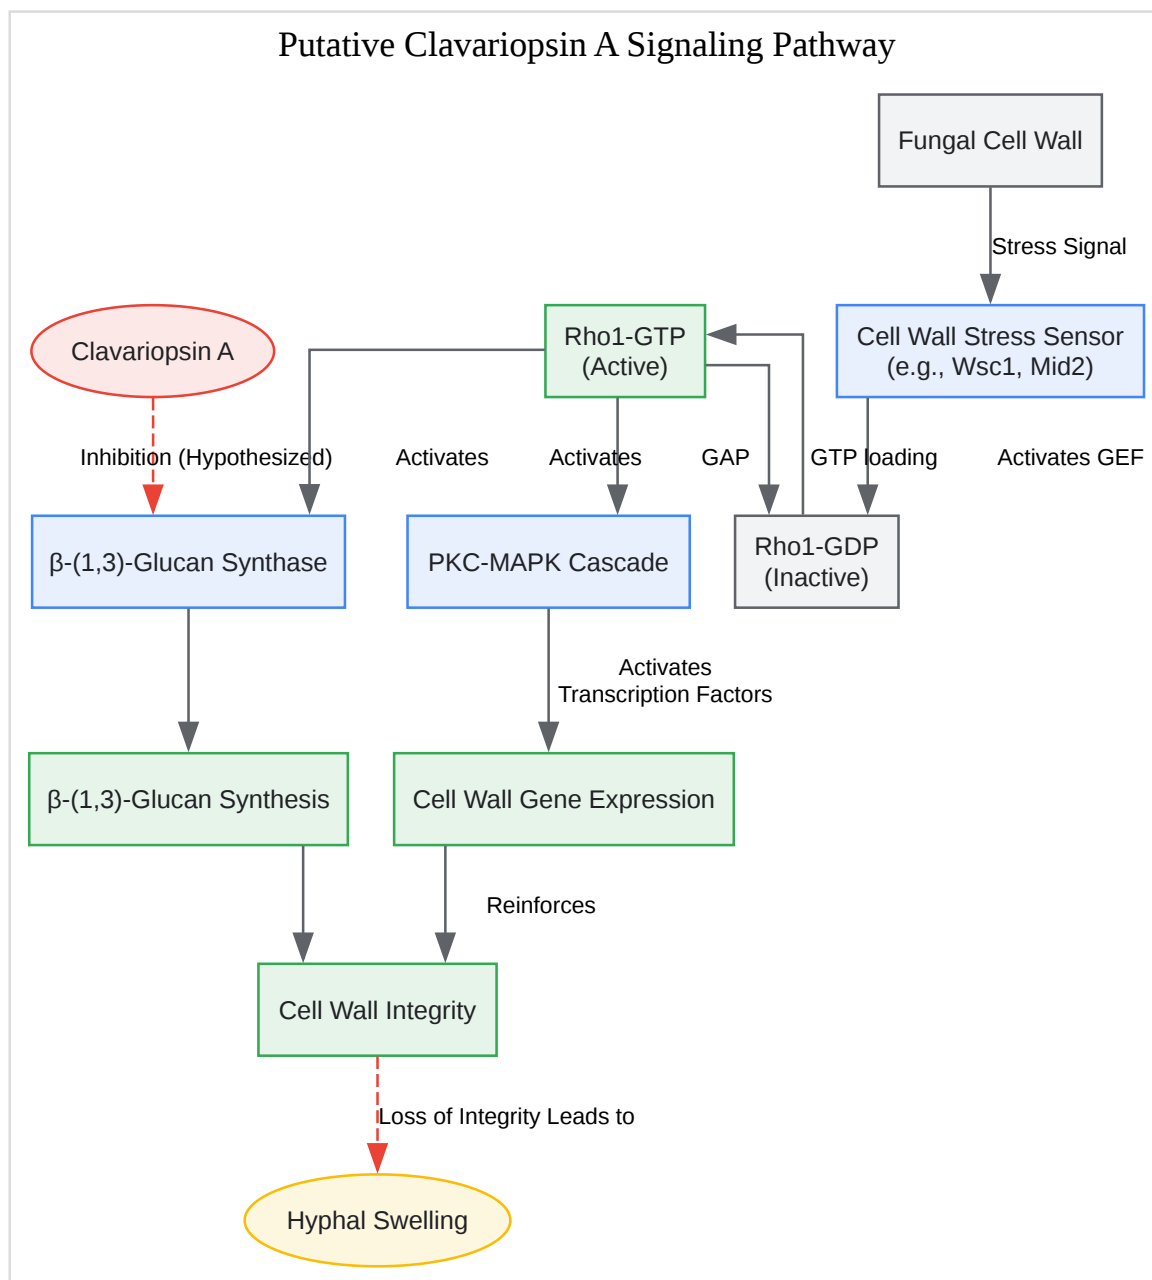 Putative Clavariopsin A Signaling Pathway
Fungal Cell Wall
Stress Signal
Clavariopsin A
Rho1-GTP
(Active)
Cell Wall Stress Sensor
(e.g., Wsc1, Mid2)
Inhibition (Hypothesized)
Activates
Activates
GAP
GTP loading
Activates GEF
β-(1,3)-Glucan Synthase
PKC-MAPK Cascade
Rho1-GDP
(Inactive)
Activates
Transcription Factors
β-(1,3)-Glucan Synthesis
Cell Wall Gene Expression
Reinforces
Cell Wall Integrity
Loss of Integrity Leads to
Hyphal Swelling